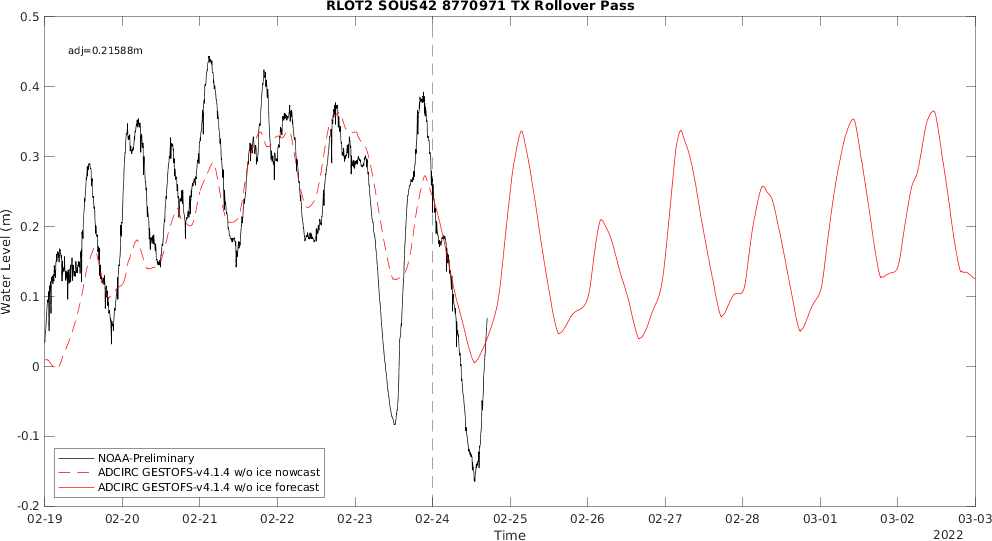 RLOT2 SOUS42 8770971 TX Rollover Pass
adj=0.21588m
0.5
0.4
0.3
0.2
0.1
0
-0.1
-0.2
Water Level (m)
NOAA-Preliminary
ADCIRC GESTOFS-v4.1.4 w/o ice nowcast
ADCIRC GESTOFS-v4.1.4 w/o ice forecast
02-19 02-20 02-21 02-22 02-23 02-24 02-25 02-26 02-27 02-28 03-01 03-02 03-03
Time
2022